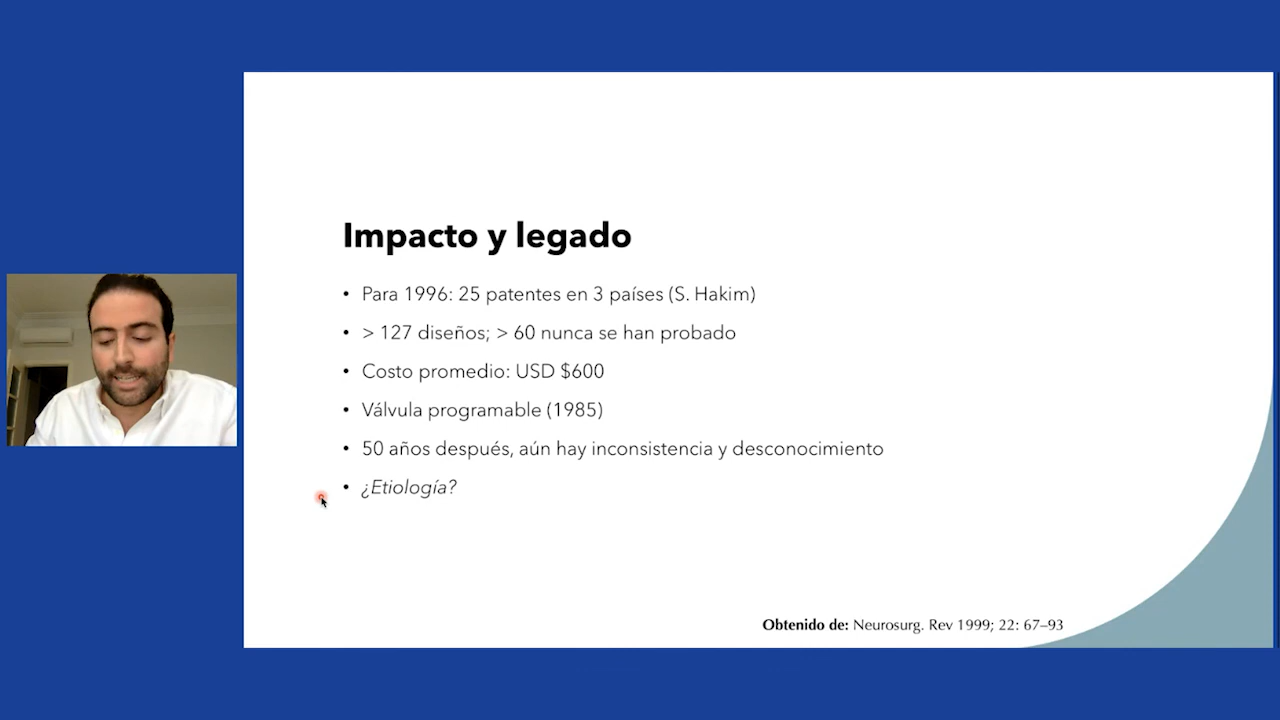 Impacto y legado
• Para 1996: 25 patentes en 3 países (S. Hakim)
• > 127 diseños; > 60 nunca se han probado
• Costo promedio: USD $600
• Válvula programable (1985)
• 50 años después, aún hay inconsistencia y desconocimiento
• ¿Etiología?
Obtenido de: Neurosurg. Rev 1999; 22: 67–93